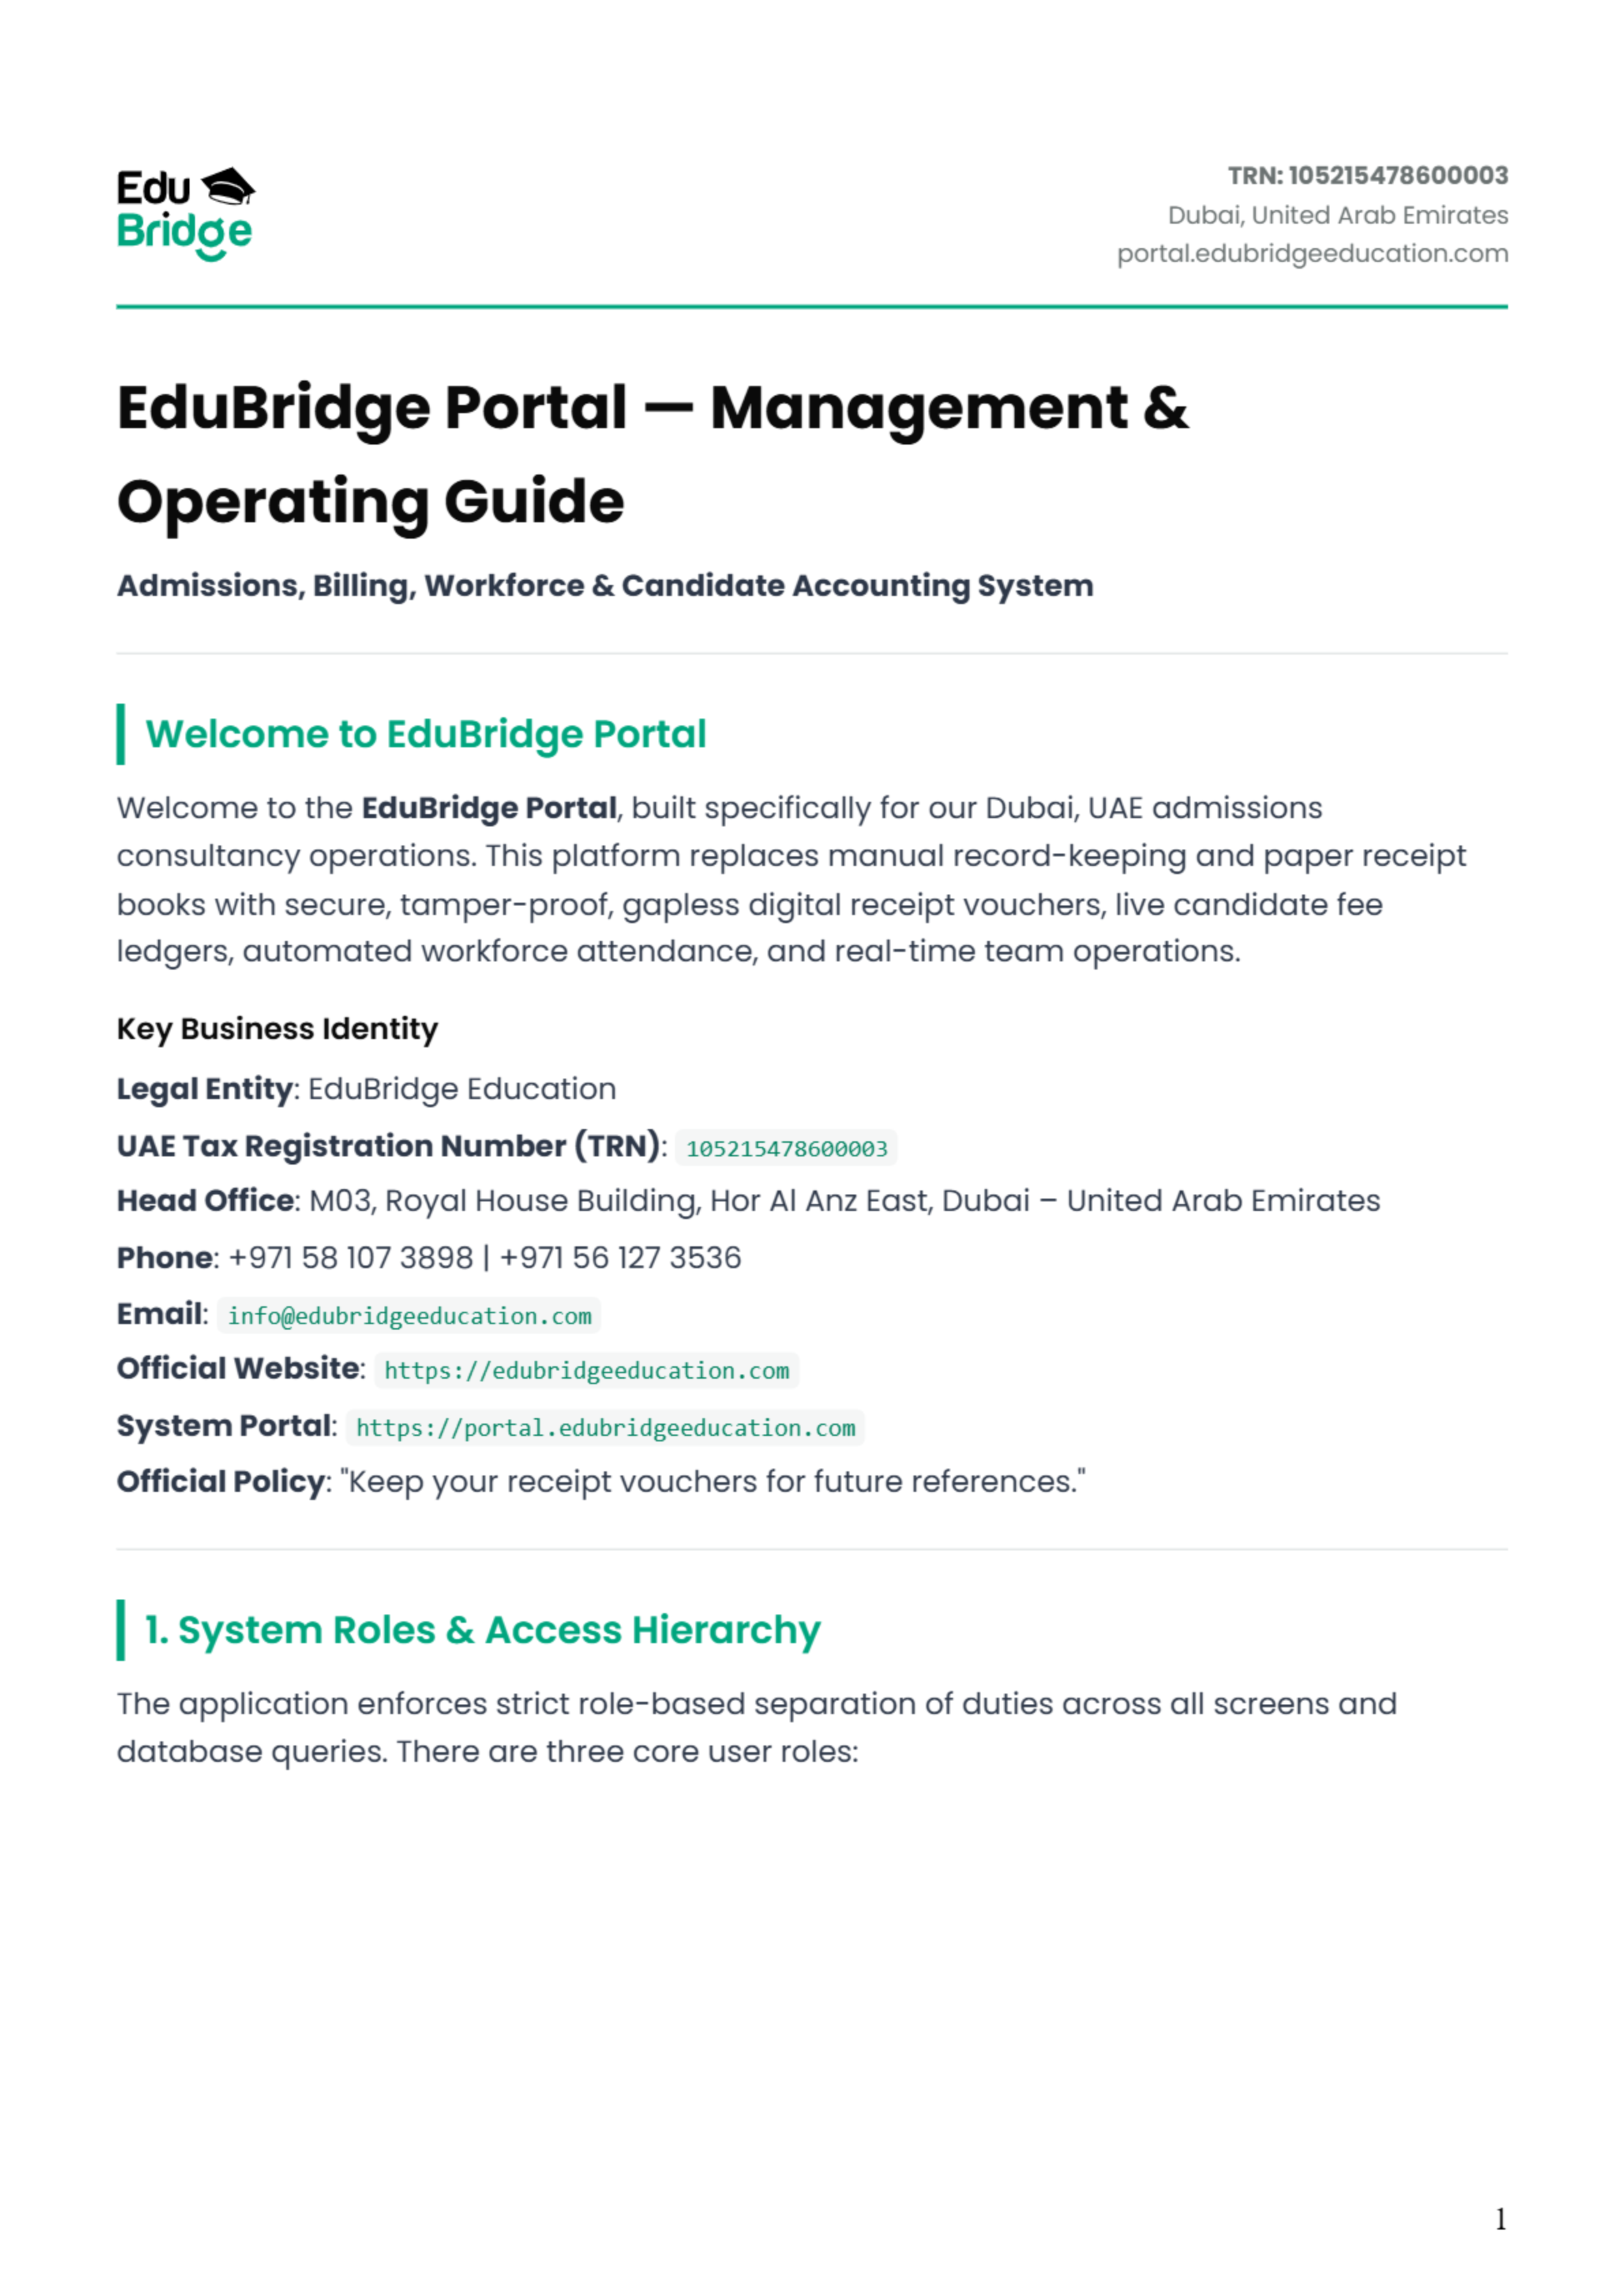 Edu
Bridge
TRN: 105215478600003
Dubai, United Arab Emirates
portal.edubridgeeducation.com
EduBridge Portal — Management &
Operating Guide
Admissions, Billing, Workforce & Candidate Accounting System
Welcome to EduBridge Portal
Welcome to the EduBridge Portal, built specifically for our Dubai, UAE admissions
consultancy operations. This platform replaces manual record-keeping and paper receipt
books with secure, tamper-proof, gapless digital receipt vouchers, live candidate fee
ledgers, automated workforce attendance, and real-time team operations.
Key Business Identity
Legal Entity: EduBridge Education
UAE Tax Registration Number (TRN): 105215478600003
Head Office: M03, Royal House Building, Hor Al Anz East, Dubai – United Arab Emirates
Phone: +971 58 107 3898 | +971 56 127 3536
Email: info@edubridgeeducation.com
Official Website: https://edubridgeeducation.com
System Portal: https://portal.edubridgeeducation.com
Official Policy: "Keep your receipt vouchers for future references."
1. System Roles & Access Hierarchy
The application enforces strict role-based separation of duties across all screens and
database queries. There are three core user roles:
1